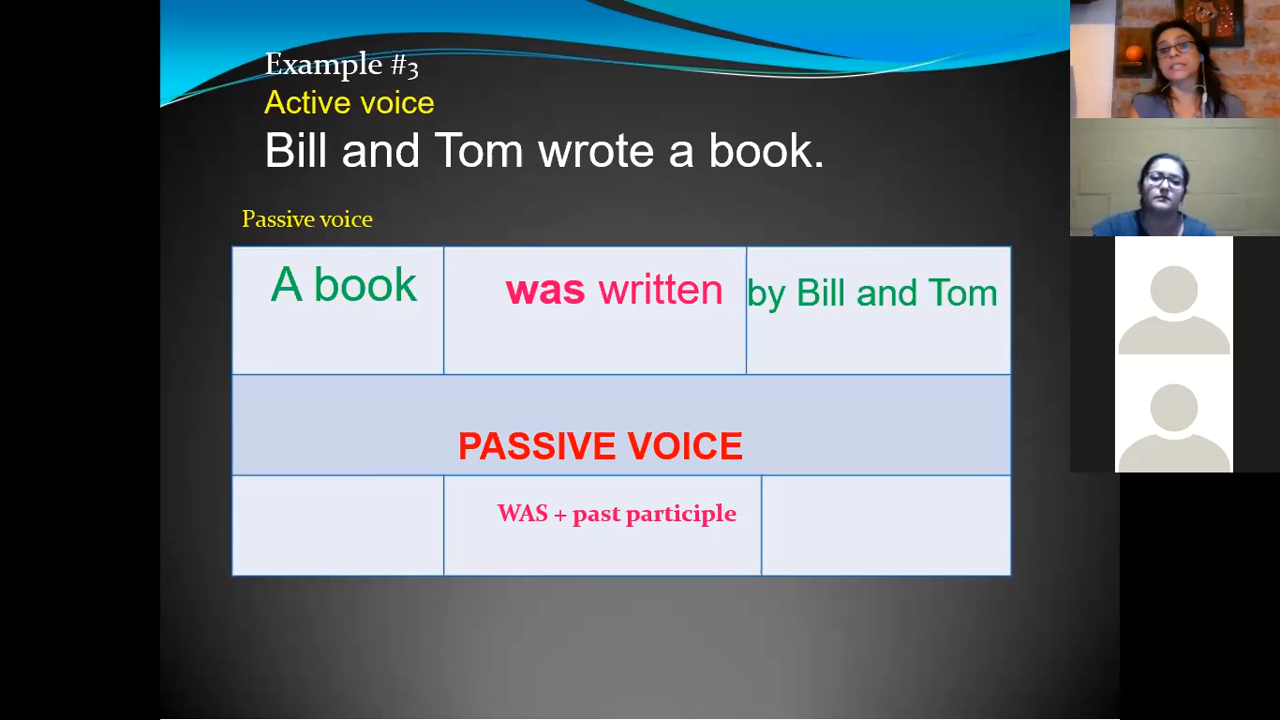 Example #3
Active voice
Bill and Tom wrote a book.
Passive voice
A book was written by Bill and Tom
PASSIVE VOICE
WAS + past participle